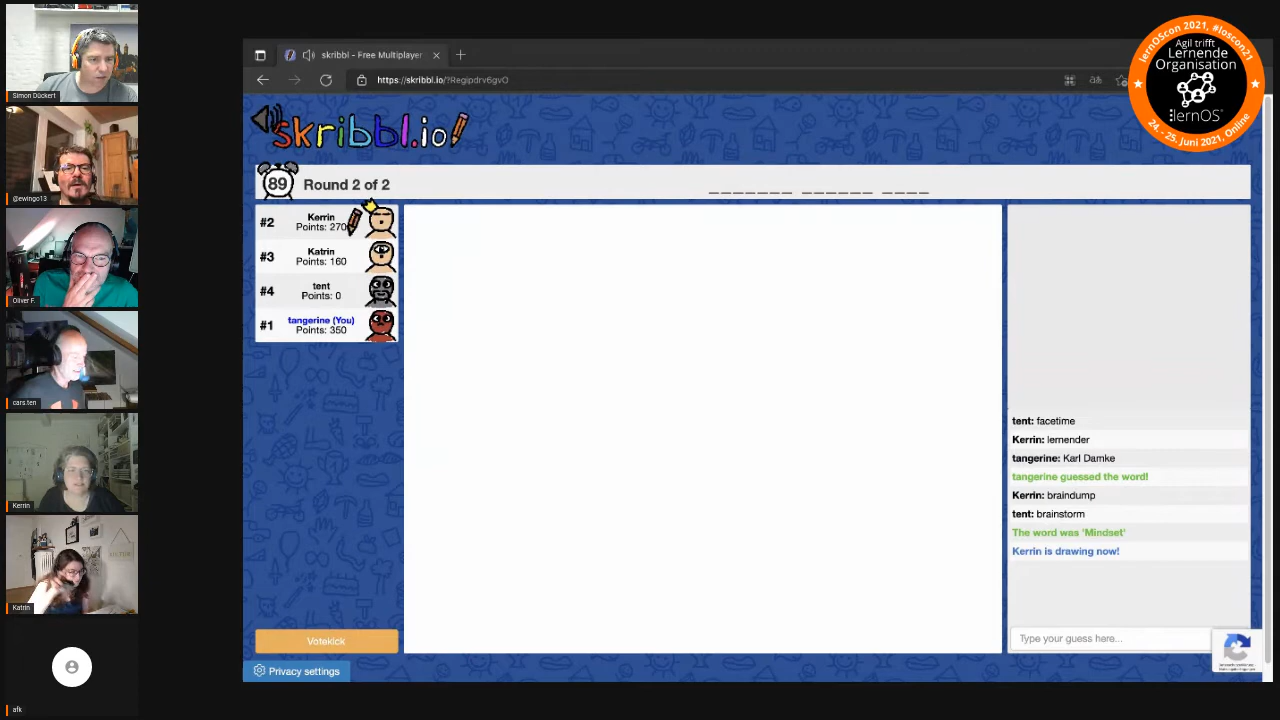 Simon Dückert
@ewingo13
Oliver F.
cars.ten
Kerrin
Katrin
afk
skribbl - Free Multiplayer
https://skribbl.io/?Regipdrv6gvO
lernOScon 2021, #loscon21
Agil trifft
Lernende
Organisation
lernOS
24. - 25. Juni 2021, Online
skribbl.io
89
Round 2 of 2
_______ ______ ____
#2
Kerrin
Points: 270
#3
Katrin
Points: 160
#4
tent
Points: 0
#1
tangerine (You)
Points: 350
tent: facetime
Kerrin: lernender
tangerine: Karl Damke
tangerine guessed the word!
Kerrin: braindump
tent: brainstorm
The word was 'Mindset'
Kerrin is drawing now!
Type your guess here...
Votekick
Privacy settings